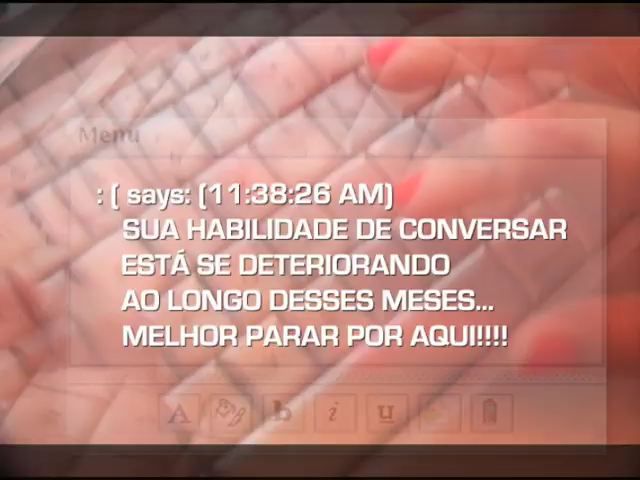 Menu
: ( says: (11:38:26 AM)
SUA HABILIDADE DE CONVERSAR
ESTÁ SE DETERIORANDO
AO LONGO DESSES MESES...
MELHOR PARAR POR AQUI!!!!
A b i u